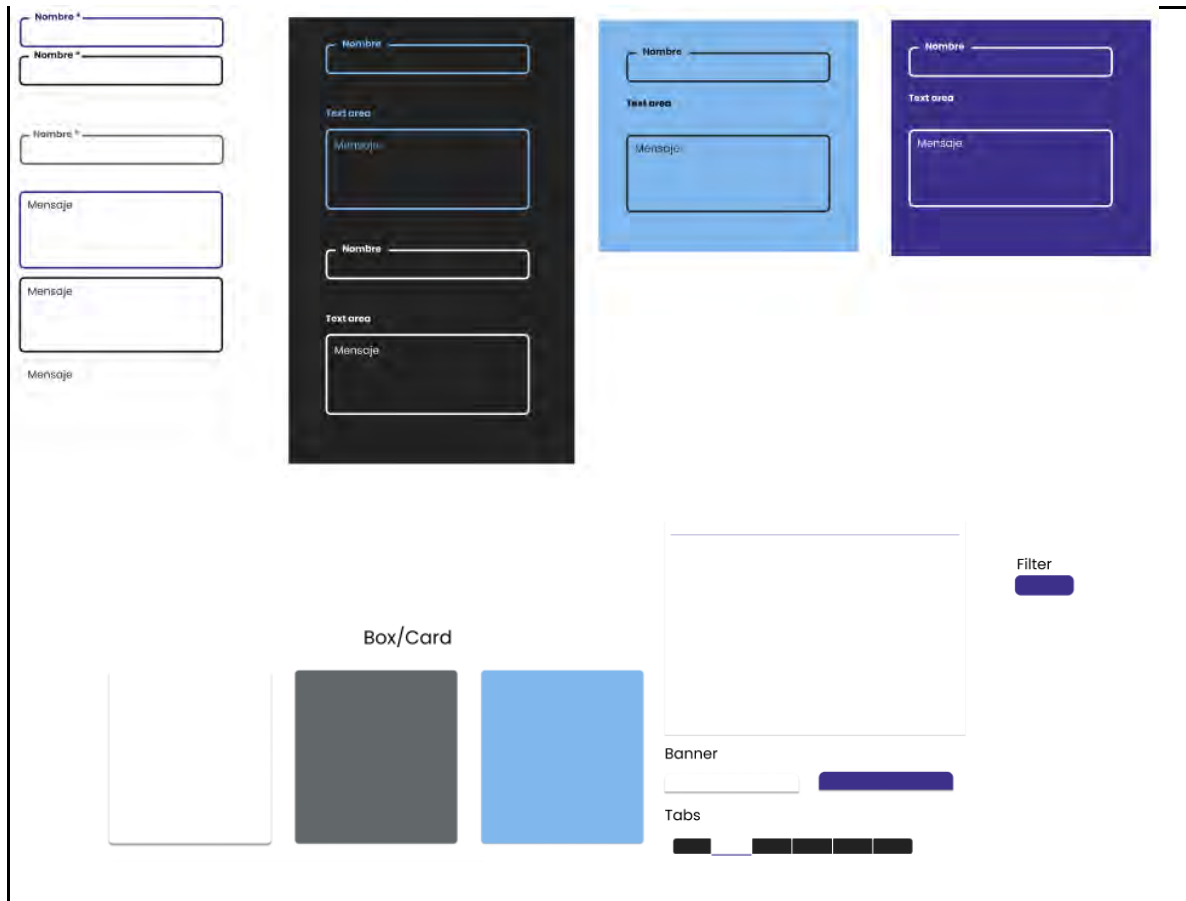 Nombre *
Nombre *
Nombre *
Mensaje
Mensaje
Mensaje
Nombre
Text area
Mensaje
Nombre
Text area
Mensaje
Nombre
Text area
Mensaje
Nombre
Text area
Mensaje
Filter
Box/Card
Banner
Tabs